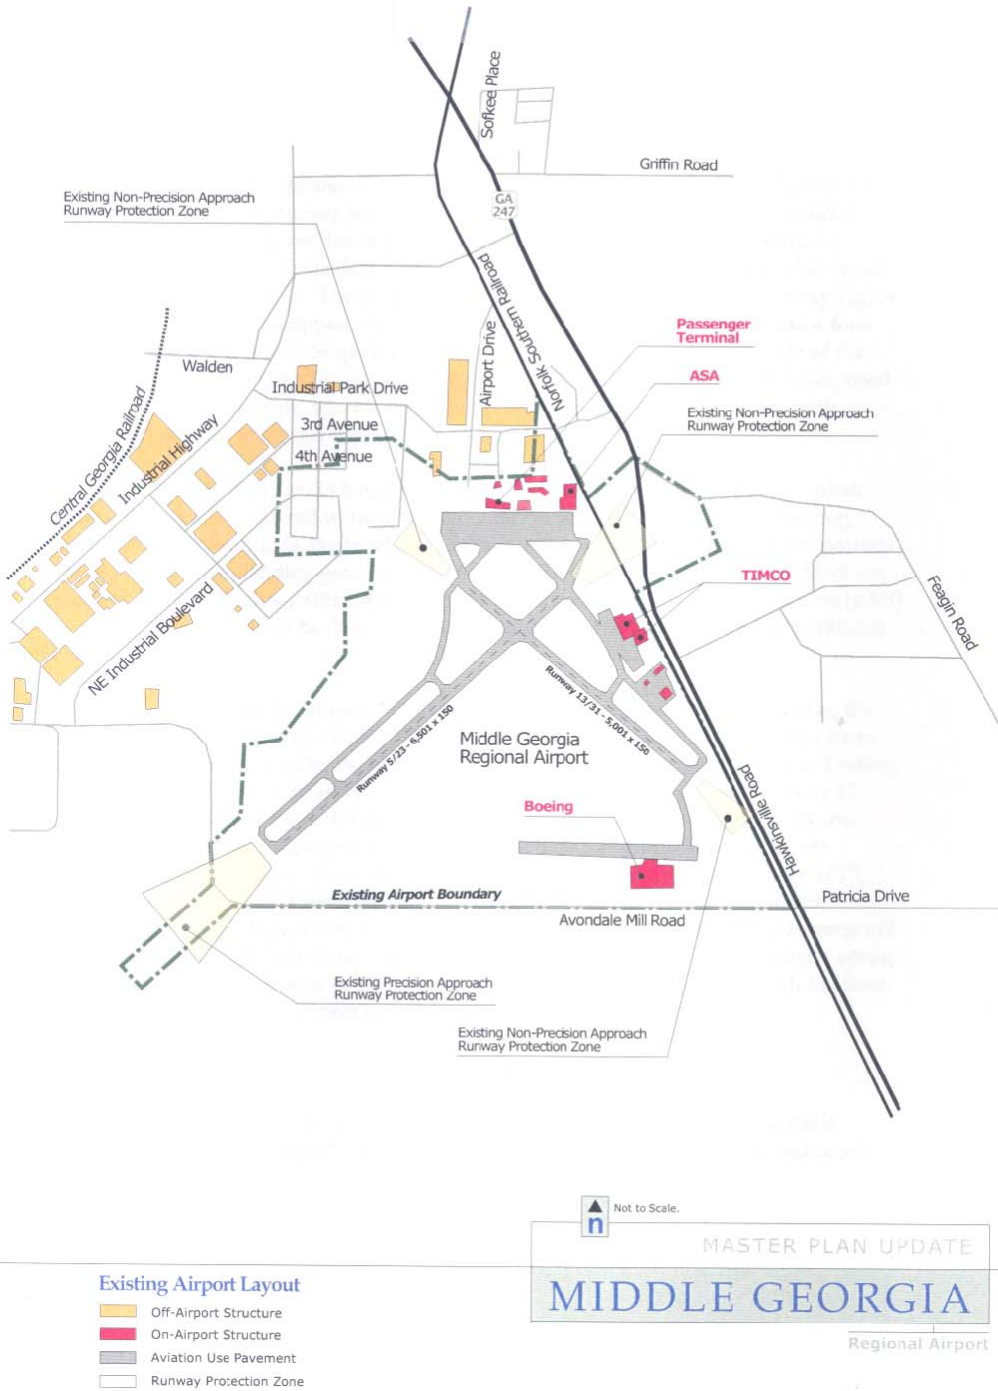 Sofkee Place
Griffin Road
Existing Non-Precision Approach
Runway Protection Zone
GA
247
Norfolk Southern Railroad
Passenger
Terminal
Airport Drive
Walden
ASA
Industrial Park Drive
Central Georgia Railroad
Industrial Highway
3rd Avenue
Existing Non-Precision Approach
Runway Protection Zone
4th Avenue
TIMCO
Feagin Road
NE Industrial Boulevard
Runway 5/23 - 6,501 x 150
Runway 13/31 - 5,001 x 150
Middle Georgia
Regional Airport
Hawkinsville Road
Boeing
Existing Airport Boundary
Patricia Drive
Avondale Mill Road
Existing Precision Approach
Runway Protection Zone
Existing Non-Precision Approach
Runway Protection Zone
n
Not to Scale.
MASTER PLAN UPDATE
MIDDLE GEORGIA
Regional Airport
Existing Airport Layout
Off-Airport Structure
On-Airport Structure
Aviation Use Pavement
Runway Protection Zone